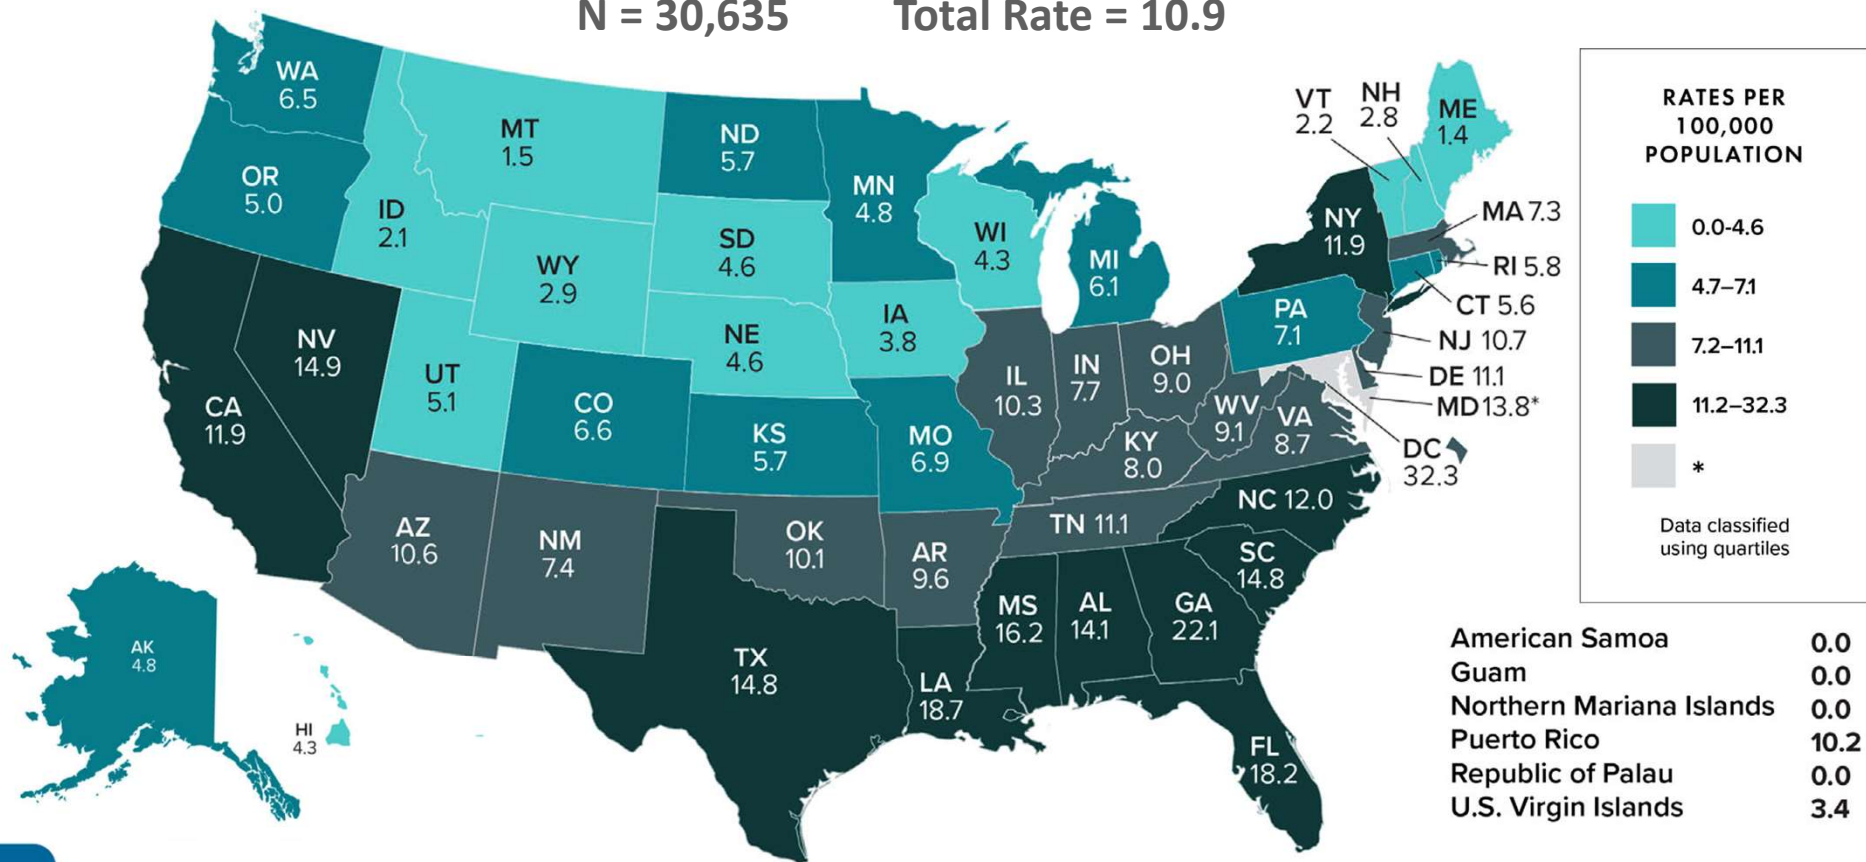 N = 30,635 Total Rate = 10.9
WA
6.5
OR
5.0
CA
11.9
NV
14.9
ID
2.1
MT
1.5
WY
2.9
UT
5.1
CO
6.6
AZ
10.6
NM
7.4
ND
5.7
SD
4.6
NE
4.6
KS
5.7
OK
10.1
TX
14.8
MN
4.8
IA
3.8
MO
6.9
AR
9.6
LA
18.7
WI
4.3
IL
10.3
MI
6.1
IN
7.7
OH
9.0
KY
8.0
TN 11.1
MS
16.2
AL
14.1
GA
22.1
FL
18.2
SC
14.8
NC 12.0
VA
8.7
WV
9.1
PA
7.1
NY
11.9
VT
2.2
NH
2.8
ME
1.4
MA 7.3
RI 5.8
CT 5.6
NJ 10.7
DE 11.1
MD 13.8*
DC
32.3
AK
4.8
HI
4.3
RATES PER
100,000
POPULATION
0.0-4.6
4.7–7.1
7.2–11.1
11.2–32.3
*
Data classified
using quartiles
American Samoa 0.0
Guam 0.0
Northern Mariana Islands 0.0
Puerto Rico 10.2
Republic of Palau 0.0
U.S. Virgin Islands 3.4